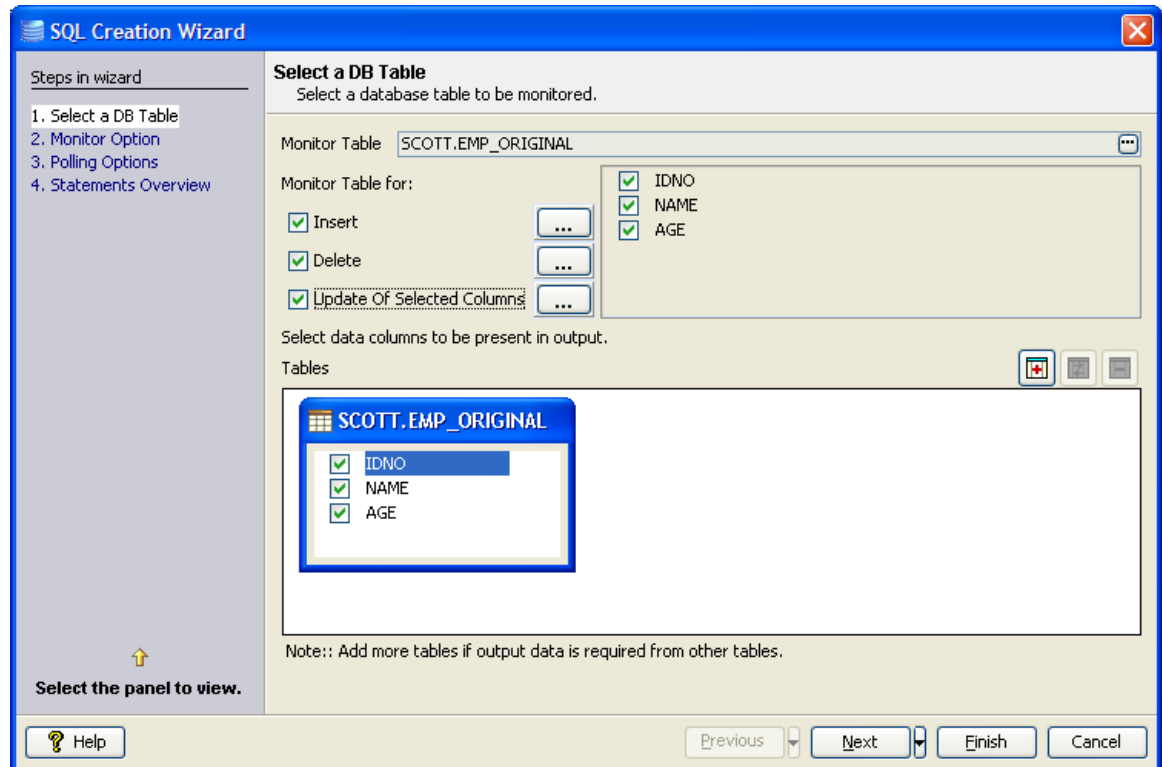 SQL Creation Wizard
Steps in wizard
1. Select a DB Table
2. Monitor Option
3. Polling Options
4. Statements Overview
Select the panel to view.
Select a DB Table
Select a database table to be monitored.
Monitor Table SCOTT.EMP_ORIGINAL ...
Monitor Table for:
Insert ...
Delete ...
Update Of Selected Columns ...
IDNO
NAME
AGE
Select data columns to be present in output.
Tables
SCOTT.EMP_ORIGINAL
IDNO
NAME
AGE
Note:: Add more tables if output data is required from other tables.
Help Previous Next Finish Cancel